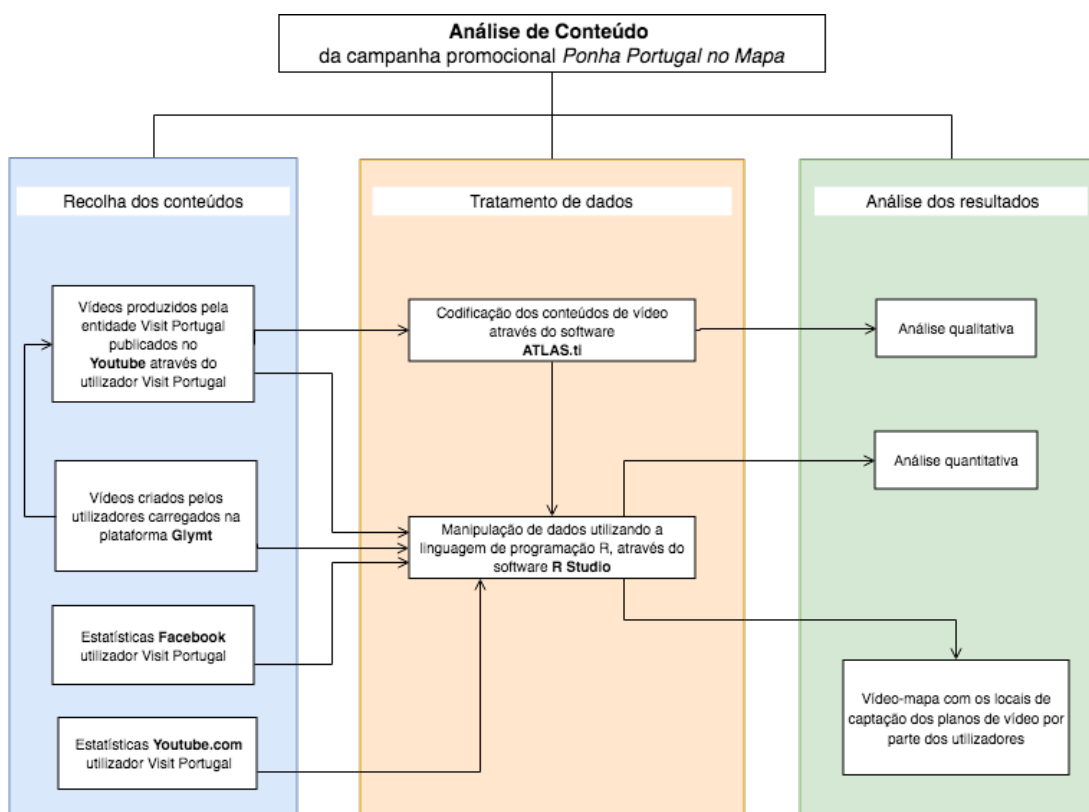 Análise de Conteúdo
da campanha promocional Ponha Portugal no Mapa
Recolha dos conteúdos
Vídeos produzidos pela
entidade Visit Portugal
publicados no
Youtube através do
utilizador Visit Portugal
Vídeos criados pelos
utilizadores carregados na
plataforma Glymt
Estatísticas Facebook
utilizador Visit Portugal
Estatísticas Youtube.com
utilizador Visit Portugal
Tratamento de dados
Codificação dos conteúdos de vídeo
através do software
ATLAS.ti
Manipulação de dados utilizando a
linguagem de programação R, através do
software R Studio
Análise dos resultados
Análise qualitativa
Análise quantitativa
Vídeo-mapa com os locais de
captação dos planos de vídeo por
parte dos utilizadores